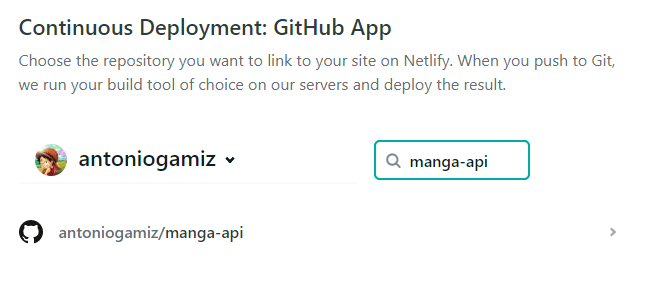 Continuous Deployment: GitHub App
Choose the repository you want to link to your site on Netlify. When you push to Git,
we run your build tool of choice on our servers and deploy the result.
antoniogamiz
manga-api
antoniogamiz/manga-api